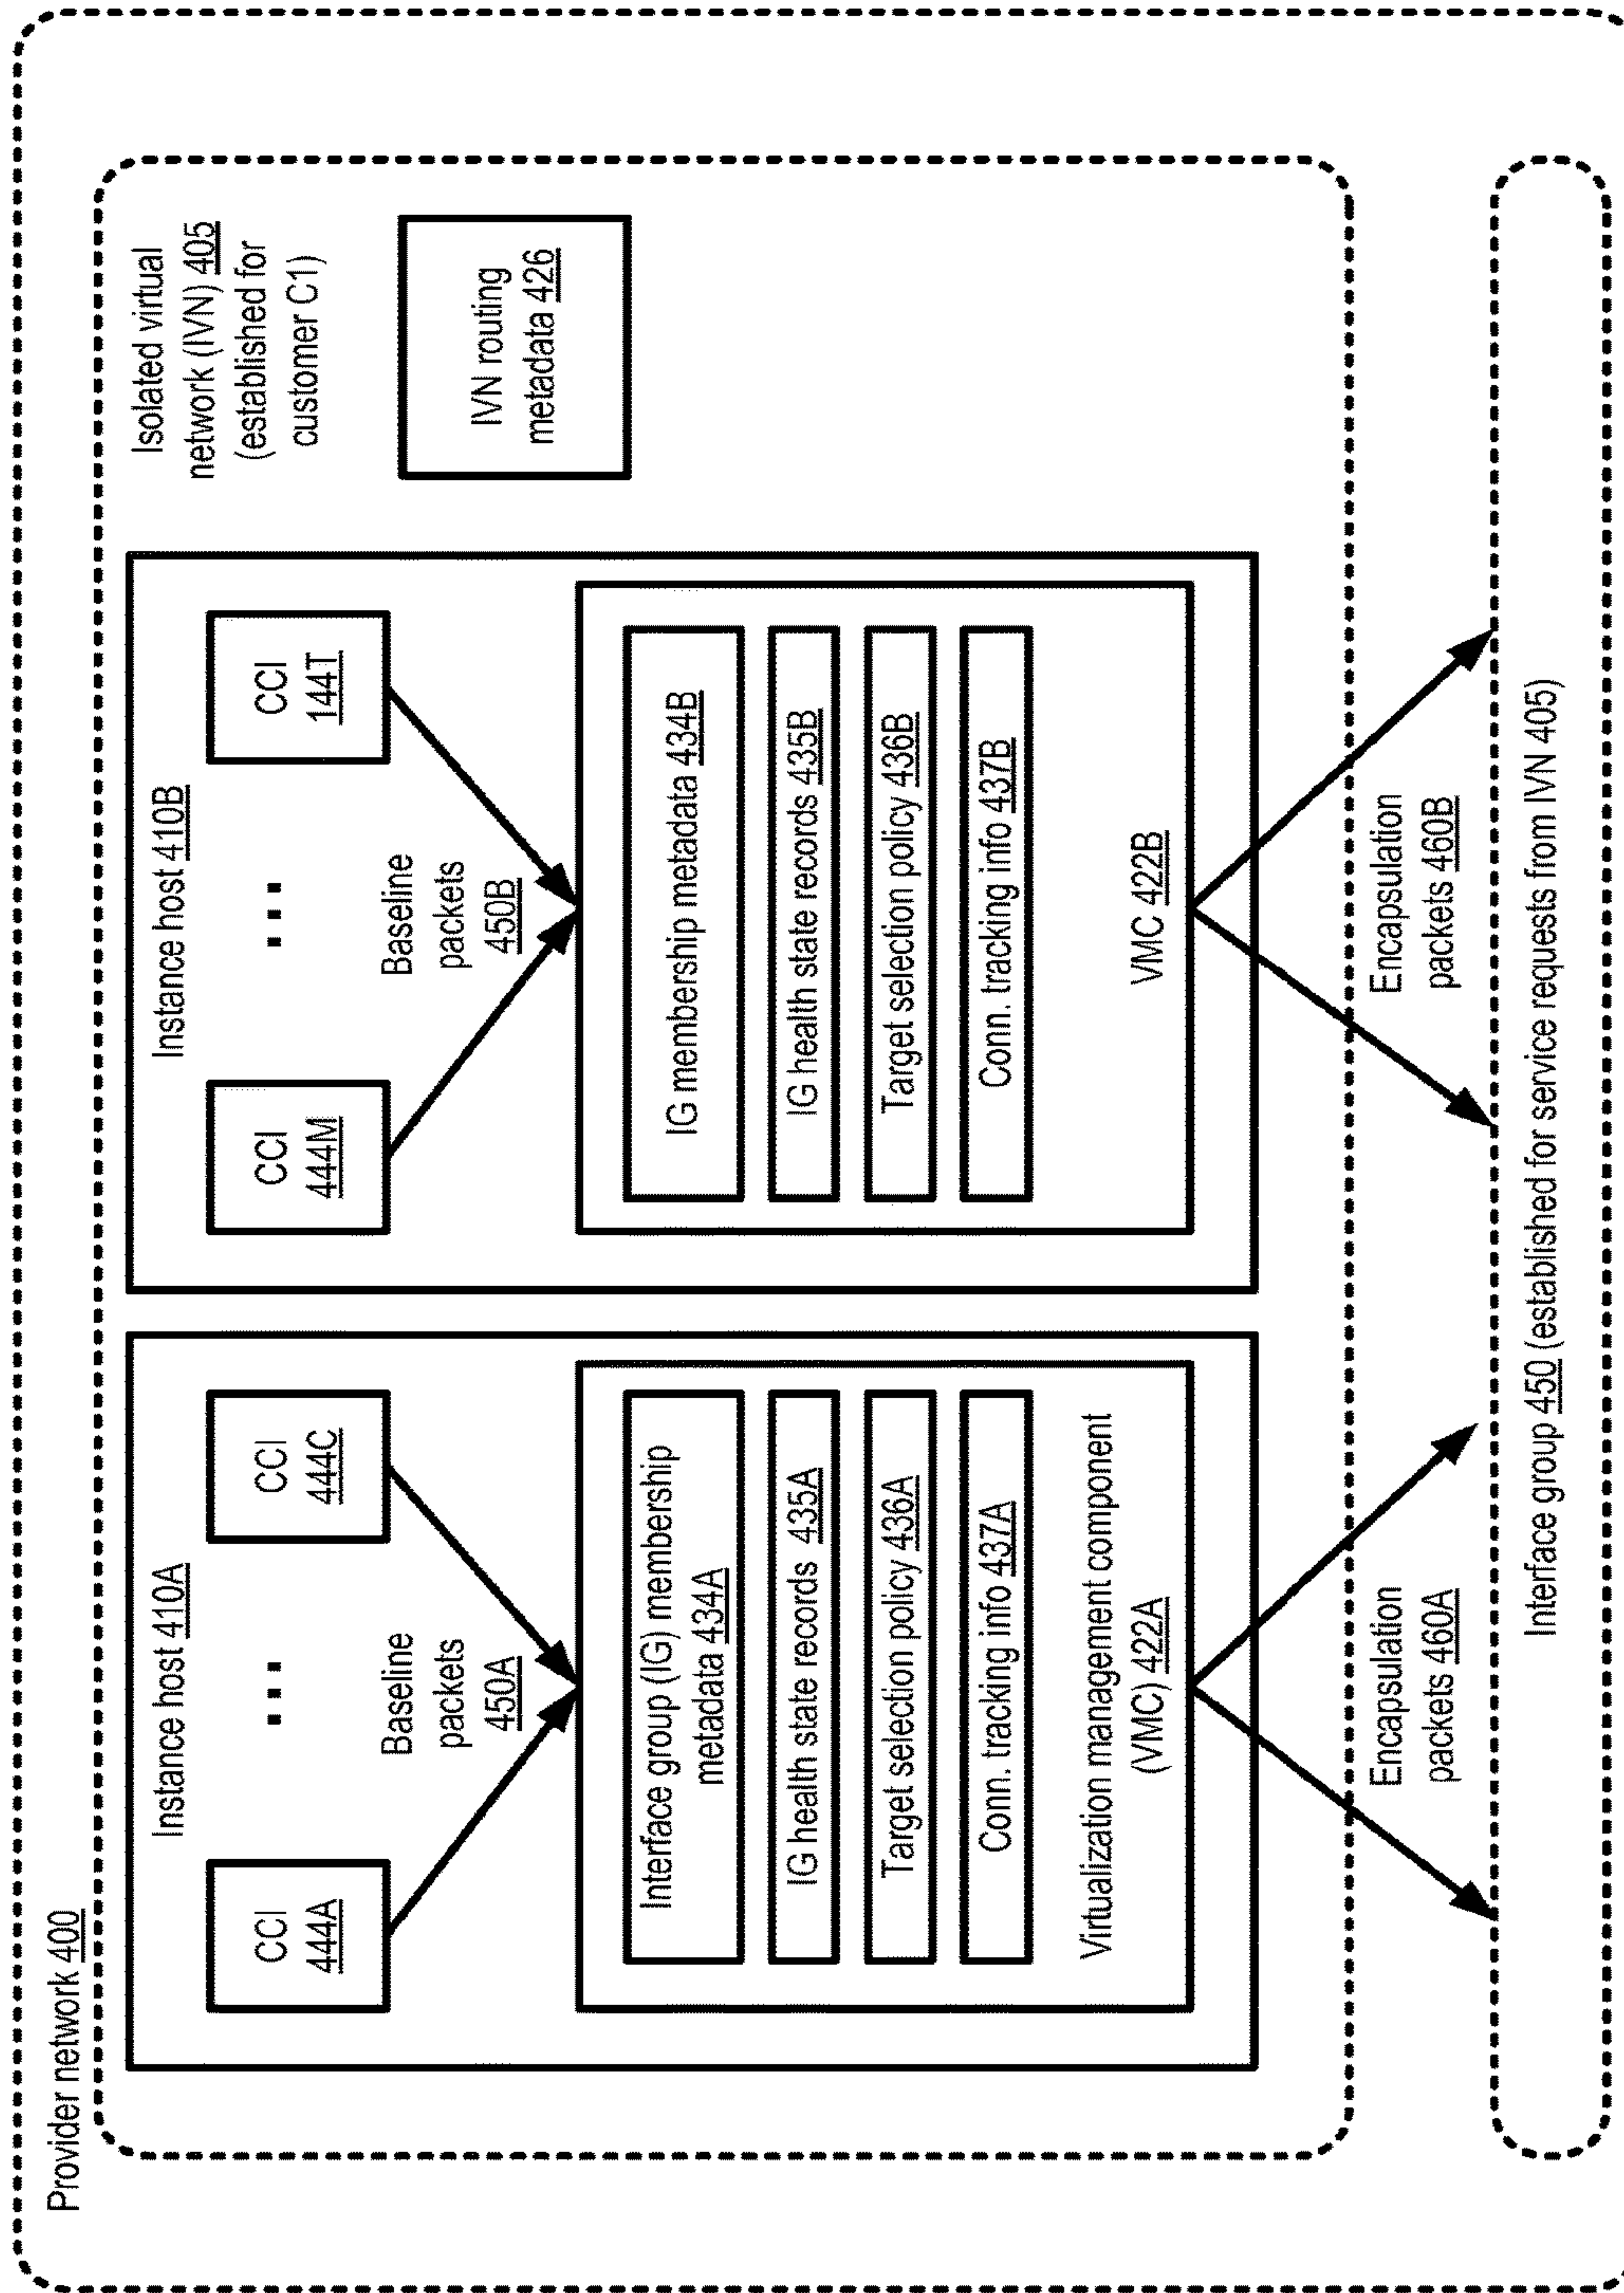 Provider network 400
Instance host 410A
CCI
444A
...
CCI
444C
Baseline
packets
450A
Interface group (IG) membership
metadata 434A
IG health state records 435A
Target selection policy 436A
Conn. tracking info 437A
Virtualization management component
(VMC) 422A
Encapsulation
packets 460A
Instance host 410B
CCI
444M
...
CCI
144T
Baseline
packets
450B
IG membership metadata 434B
IG health state records 435B
Target selection policy 436B
Conn. tracking info 437B
VMC 422B
Encapsulation
packets 460B
Isolated virtual
network (IVN) 405
(established for
customer C1)
IVN routing
metadata 426
Interface group 450 (established for service requests from IVN 405)